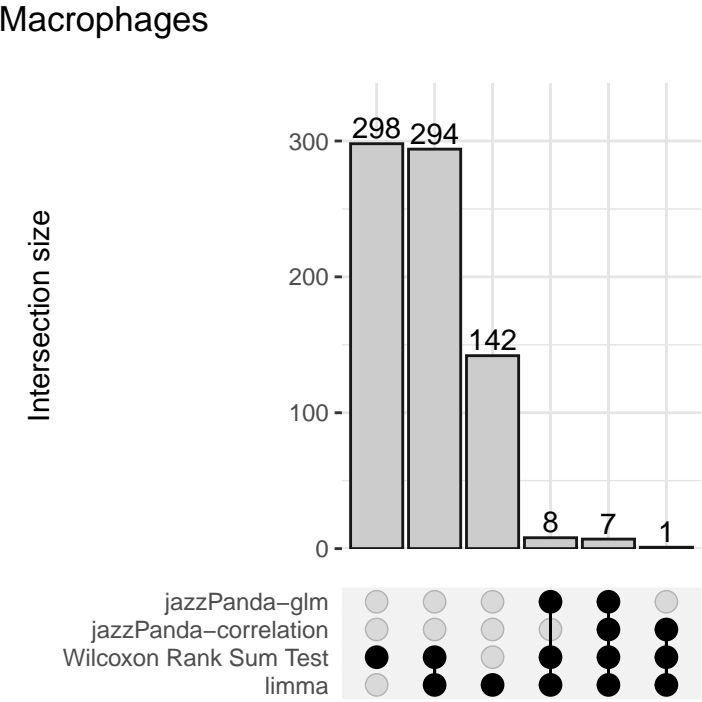 Macrophages
Intersection size
300
200
100
0
298
294
142
8
7
1
jazzPanda−glm
jazzPanda−correlation
Wilcoxon Rank Sum Test
limma